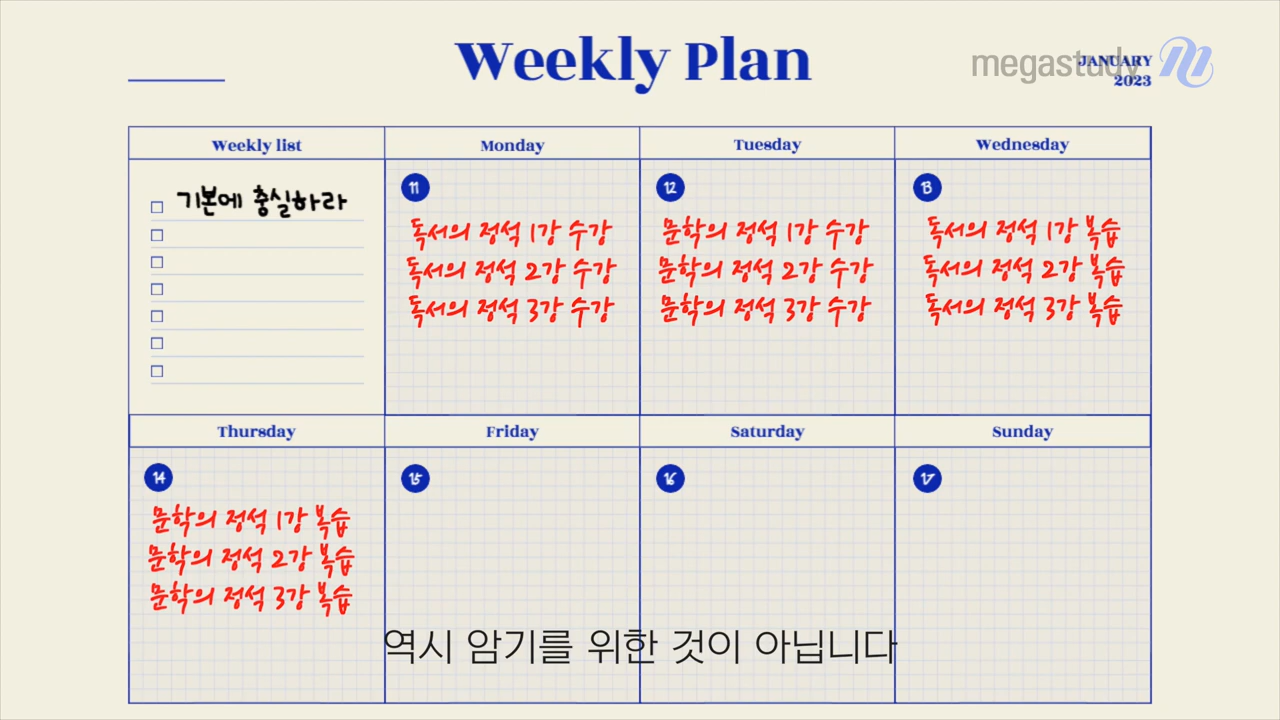 Weekly Plan
megastudy
JANUARY
2023
Weekly list
Monday
Tuesday
Wednesday
기본에 충실하라
11
독서의 정석 1강 수강
독서의 정석 2강 수강
독서의 정석 3강 수강
12
문학의 정석 1강 수강
문학의 정석 2강 수강
문학의 정석 3강 수강
13
독서의 정석 1강 복습
독서의 정석 2강 복습
독서의 정석 3강 복습
Thursday
Friday
Saturday
Sunday
14
문학의 정석 1강 복습
문학의 정석 2강 복습
문학의 정석 3강 복습
15
16
17
역시 암기를 위한 것이 아닙니다